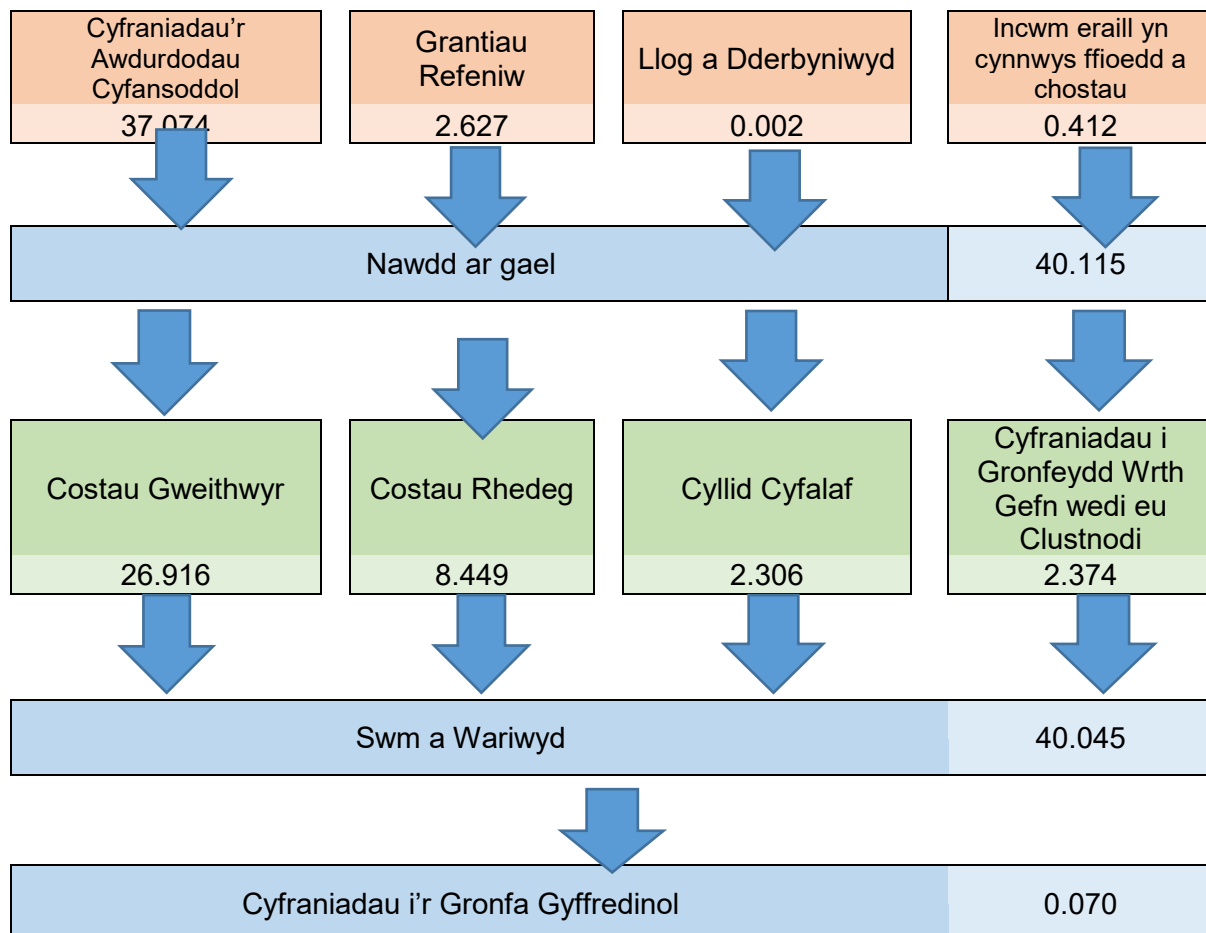 Cyfraniadau’r
Awdurdodau
Cyfansoddol
37.074
Grantiau
Refeniw
2.627
Llog a Dderbyniwyd
0.002
Incwm eraill yn
cynnwys ffioedd a
chostau
0.412
Nawdd ar gael
40.115
Costau Gweithwyr
26.916
Costau Rhedeg
8.449
Cyllid Cyfalaf
2.306
Cyfraniadau i
Gronfeydd Wrth
Gefn wedi eu
Clustnodi
2.374
Swm a Wariwyd
40.045
Cyfraniadau i’r Gronfa Gyffredinol
0.070